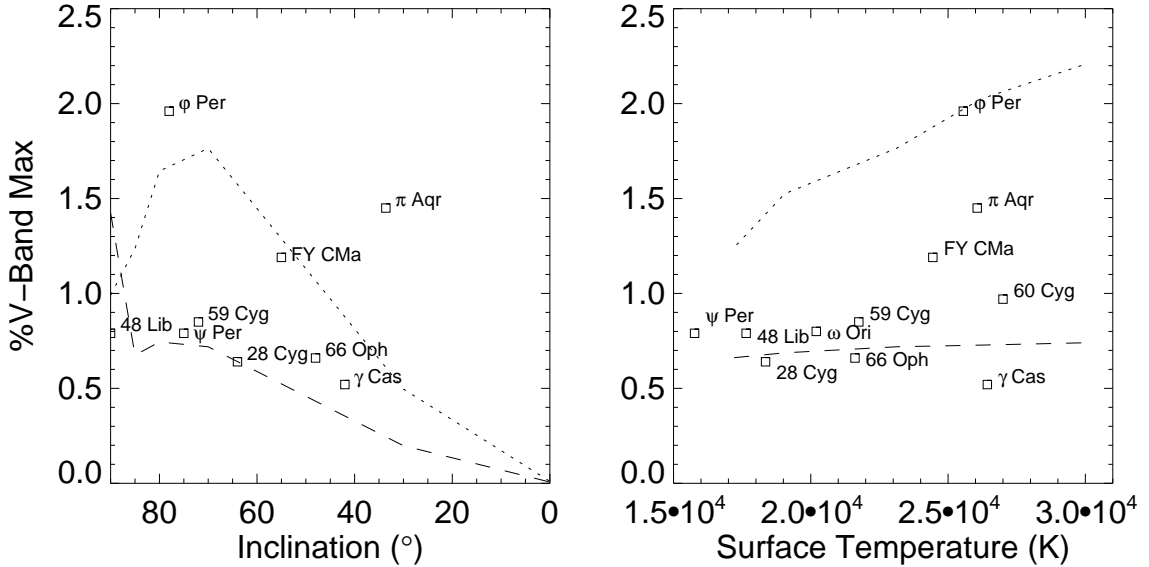 %V−Band Max
2.5
2.0
1.5
1.0
0.5
0.0
φ Per
π Aqr
FY CMa
59 Cyg
48 Lib
ψ Per
28 Cyg
66 Oph
γ Cas
80 60 40 20 0
Inclination (°)
2.5
2.0
1.5
1.0
0.5
0.0
φ Per
π Aqr
FY CMa
60 Cyg
59 Cyg
ψ Per
48 Lib
ω Ori
28 Cyg
66 Oph
γ Cas
1.5•10⁴ 2.0•10⁴ 2.5•10⁴ 3.0•10⁴
Surface Temperature (K)